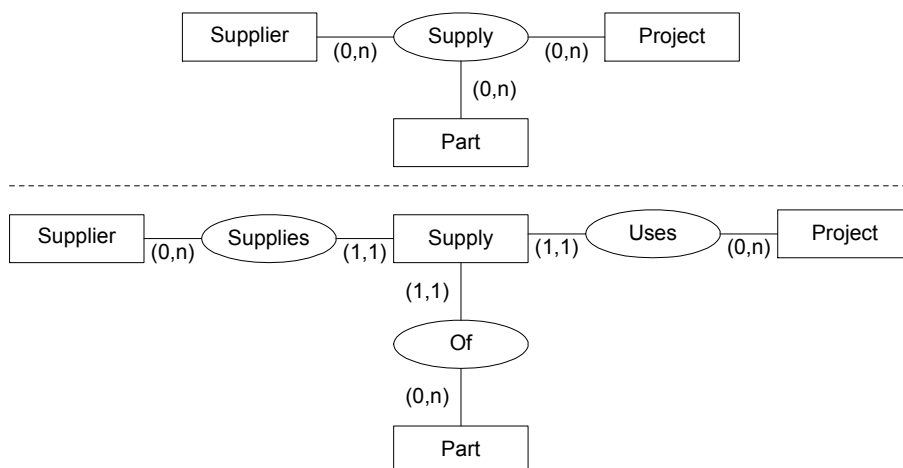 Supplier Supply Project
(0,n) (0,n)
(0,n)
Part
Supplier Supplies Supply Uses Project
(0,n) (1,1) (1,1) (0,n)
(1,1)
Of
(0,n)
Part